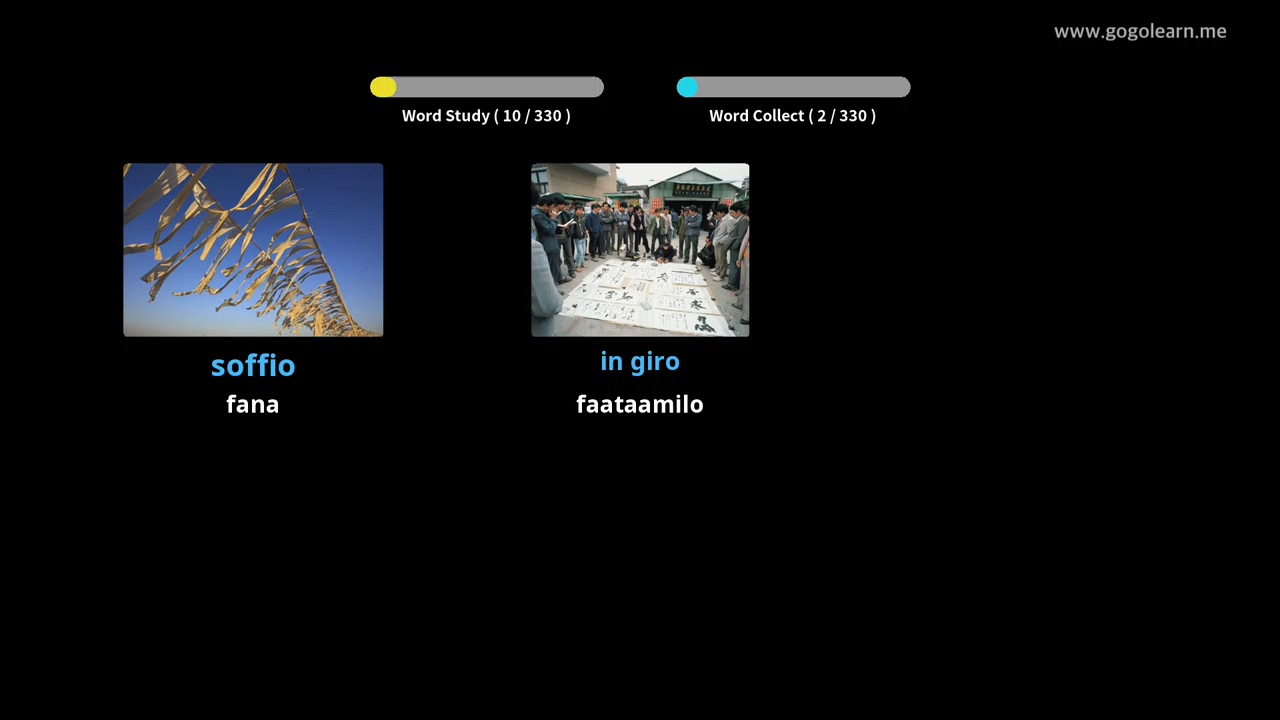 www.gogolearn.me
Word Study ( 10 / 330 )
Word Collect ( 2 / 330 )
soffio
fana
in giro
faataamilo